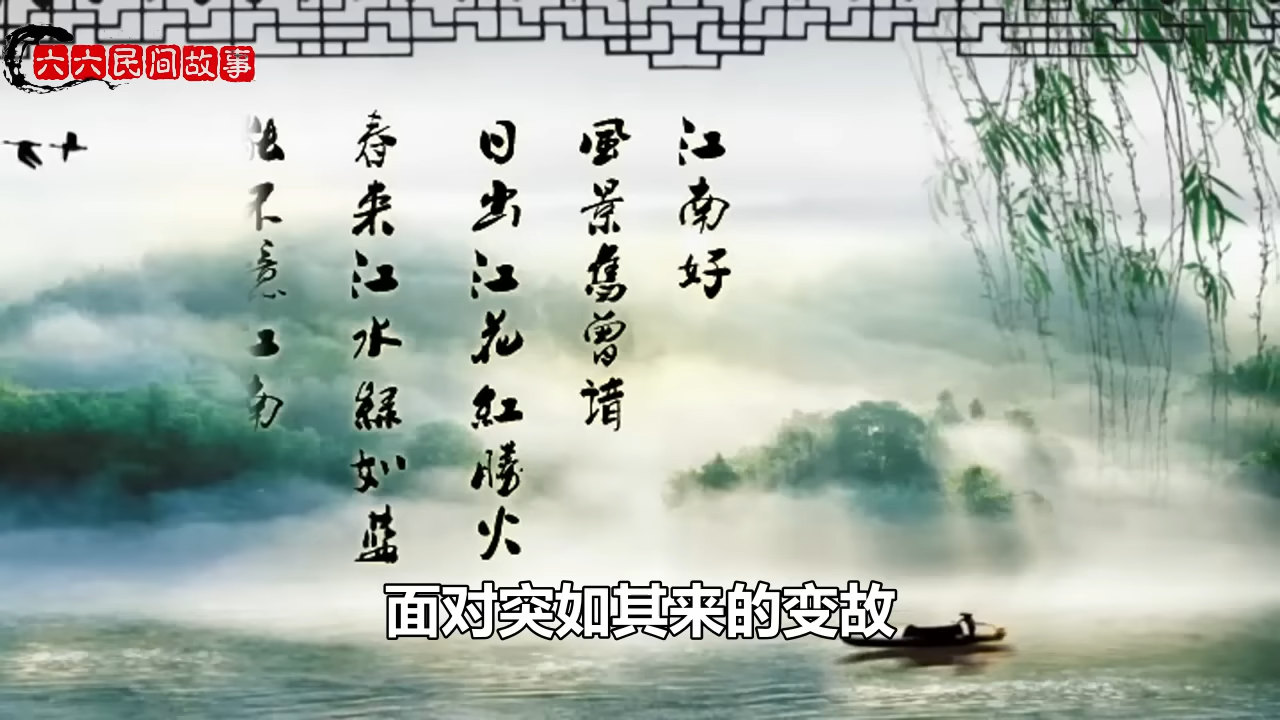 六六民间故事
江南好
風景舊曾諳
日出江花紅勝火
春來江水綠如藍
能不憶江南
面对突如其来的变故